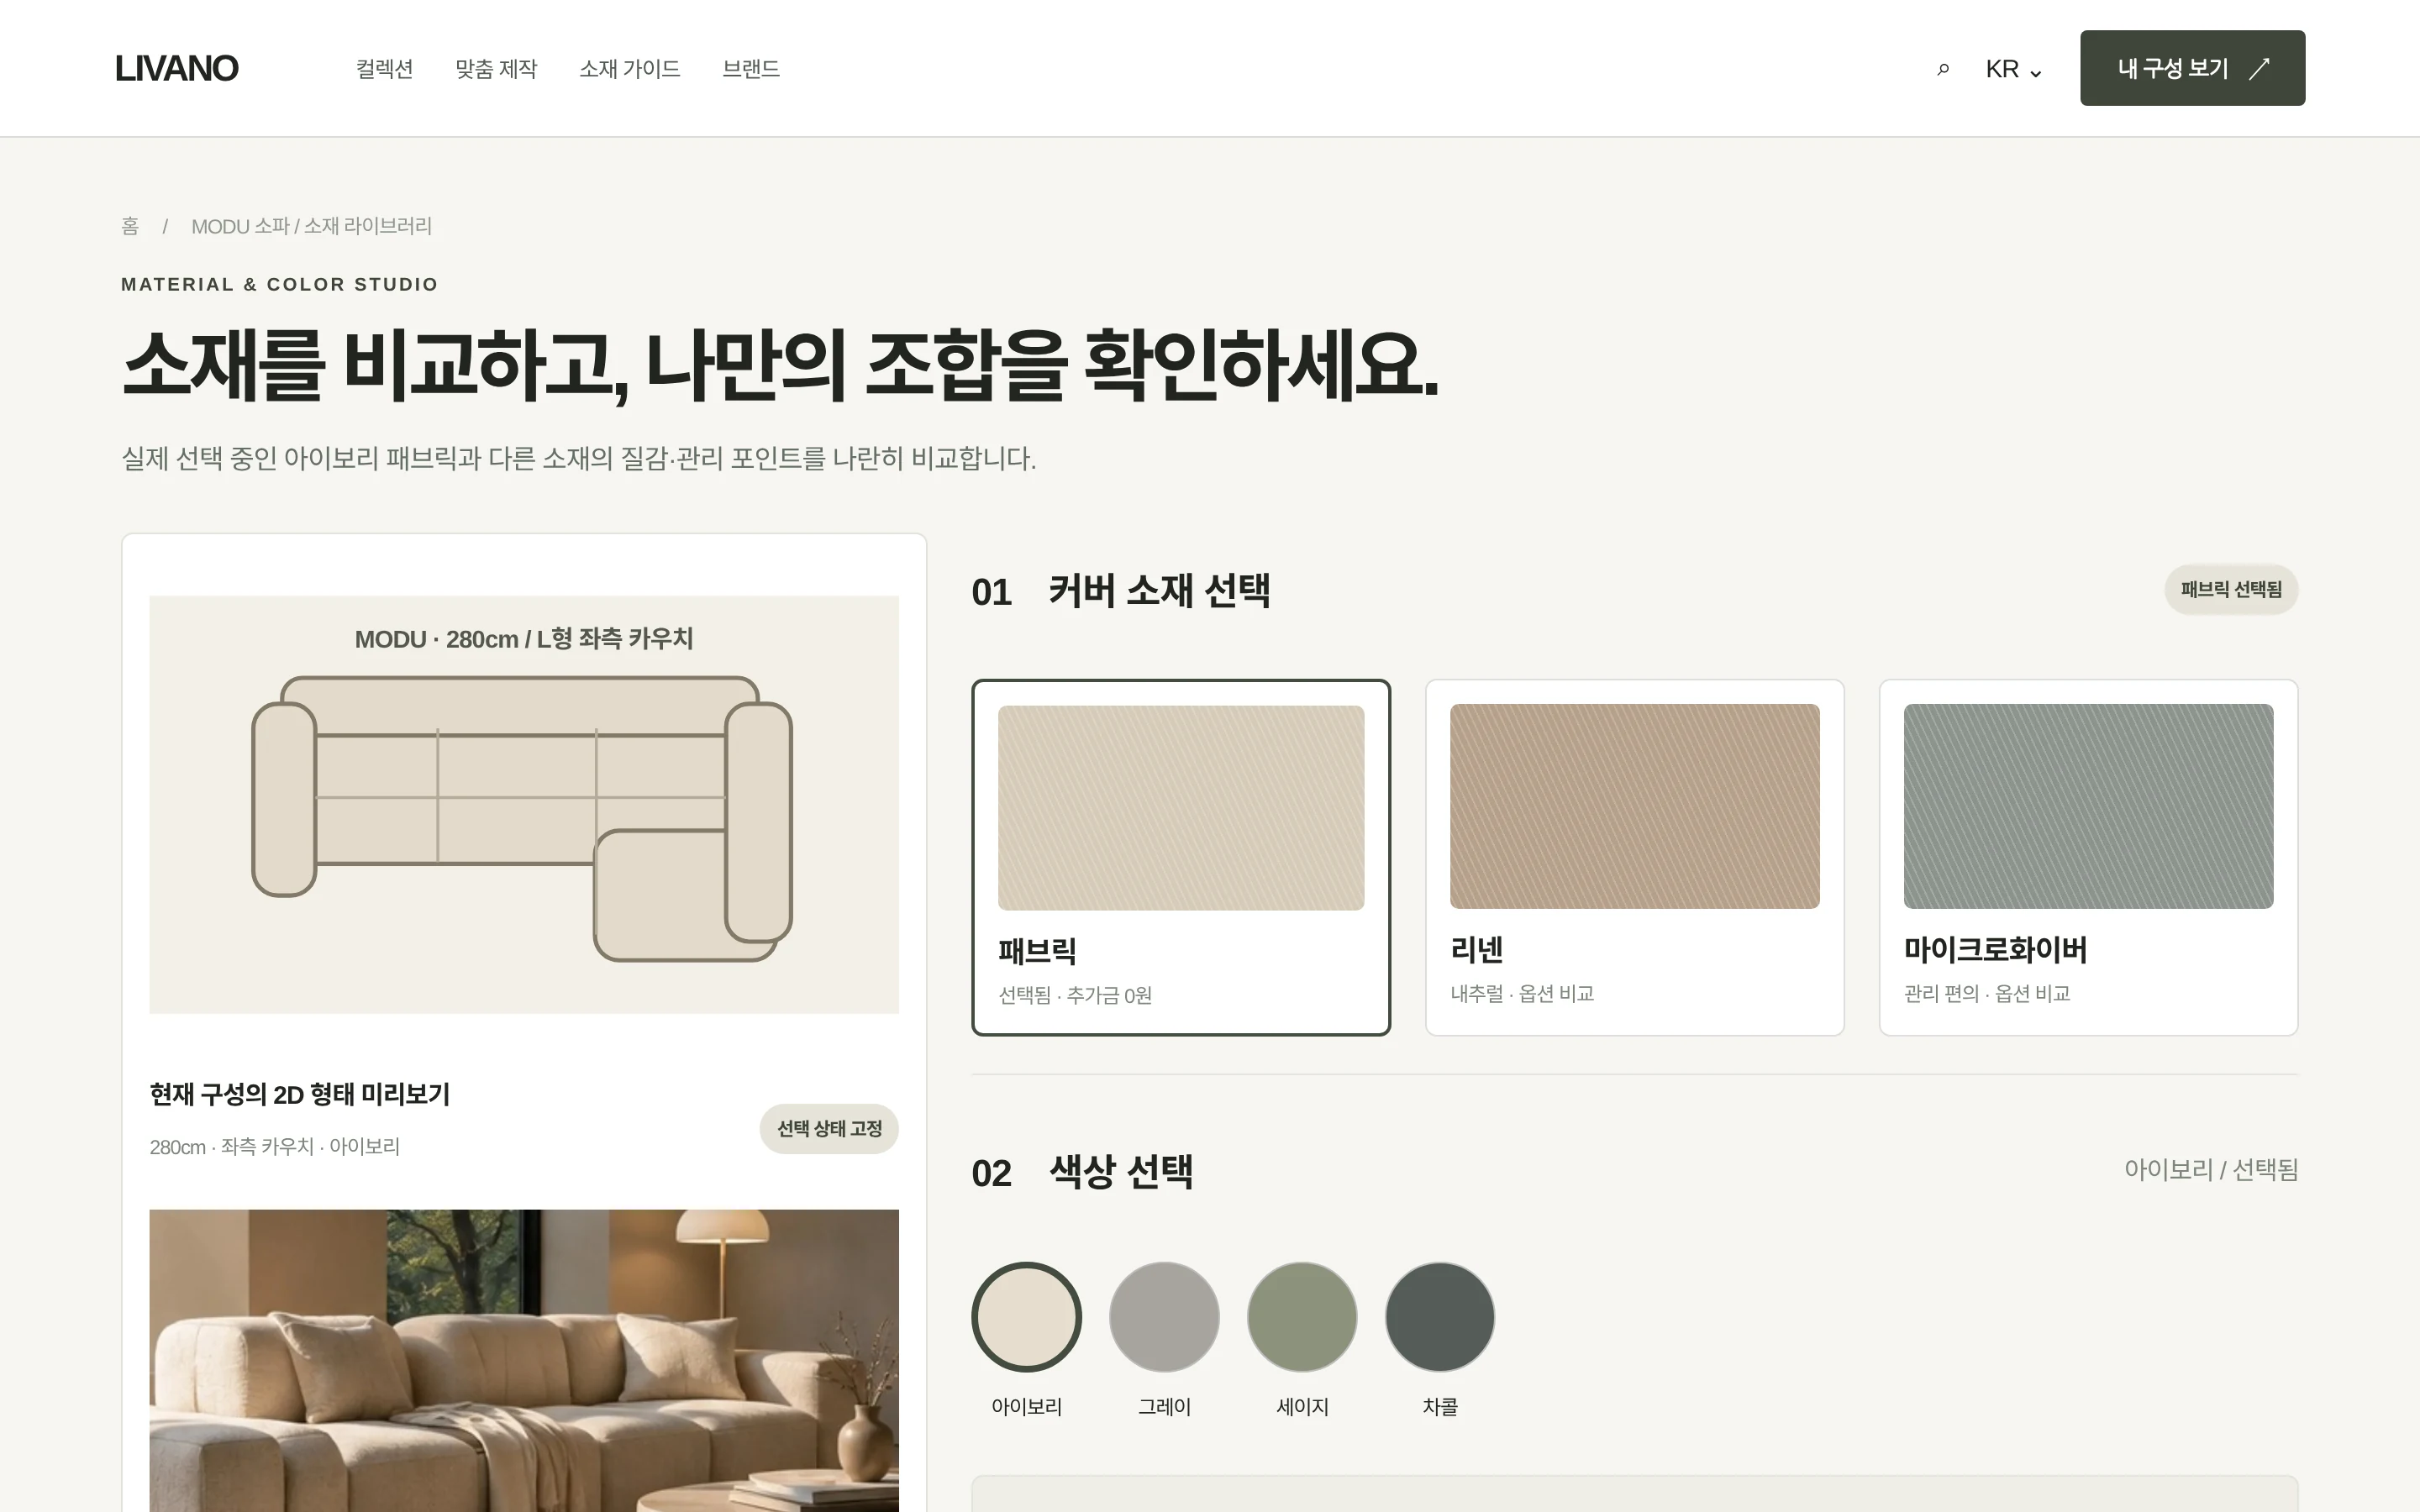 LIVANO
컬렉션
맞춤 제작
소재 가이드
브랜드
KR
내 구성 보기
홈 / MODU 소파 / 소재 라이브러리
MATERIAL & COLOR STUDIO
소재를 비교하고, 나만의 조합을 확인하세요.
실제 선택 중인 아이보리 패브릭과 다른 소재의 질감·관리 포인트를 나란히 비교합니다.
MODU · 280cm / L형 좌측 카우치
현재 구성의 2D 형태 미리보기
280cm · 좌측 카우치 · 아이보리
선택 상태 고정
01 커버 소재 선택
패브릭 선택됨
패브릭
선택됨 · 추가금 0원
리넨
내추럴 · 옵션 비교
마이크로화이버
관리 편의 · 옵션 비교
02 색상 선택
아이보리 / 선택됨
아이보리
그레이
세이지
차콜